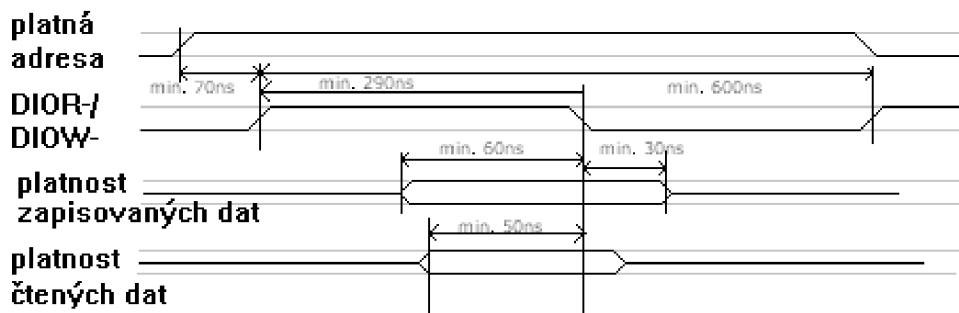 platná
adresa
min. 70ns
min. 290ns
min. 600ns
DIOR-/
DIOW-
min. 60ns
min. 30ns
platnost
zapisovaných dat
min. 50ns
platnost
čtených dat